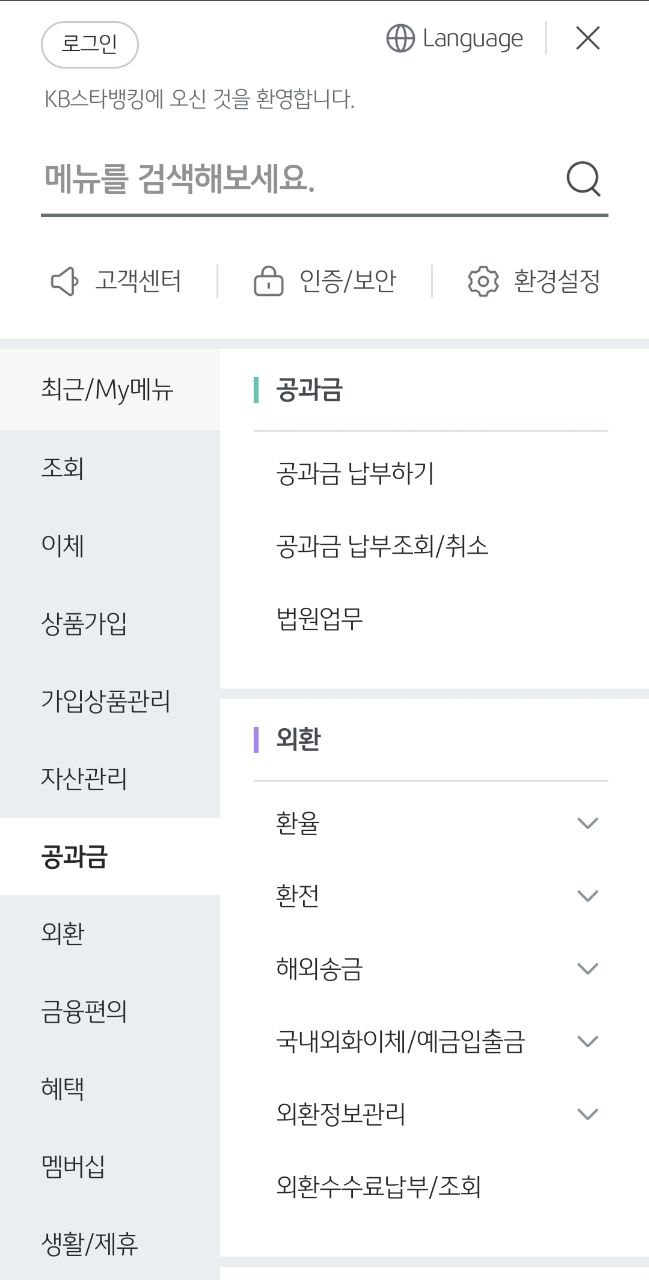 로그인
Language
KB스타뱅킹에 오신 것을 환영합니다.
메뉴를 검색해보세요.
고객센터
인증/보안
환경설정
최근/My메뉴
조회
이체
상품가입
가입상품관리
자산관리
공과금
외환
금융편의
혜택
멤버십
생활/제휴
공과금
공과금 납부하기
공과금 납부조회/취소
법원업무
외환
환율
환전
해외송금
국내외화이체/예금입출금
외환정보관리
외환수수료납부/조회